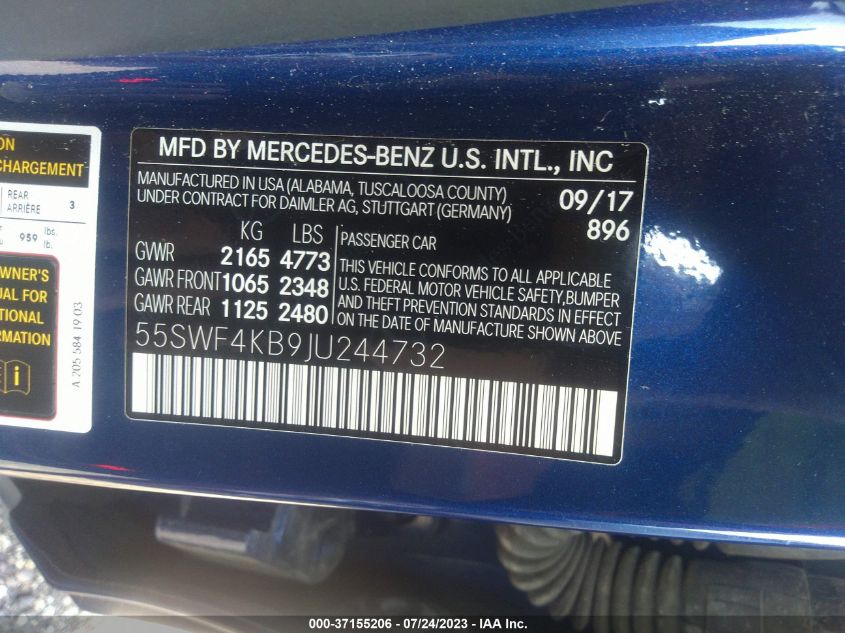 ON
CHARGEMENT
REAR
ARRIÈRE 3
959 lbs.
lb.
WNER'S
UAL FOR
TIONAL
RMATION
i
A 205 584 19 03
MFD BY MERCEDES-BENZ U.S. INTL., INC
MANUFACTURED IN USA (ALABAMA, TUSCALOOSA COUNTY)
UNDER CONTRACT FOR DAIMLER AG, STUTTGART (GERMANY)
09/17
896
KG LBS
GVWR 2165 4773
GAWR FRONT 1065 2348
GAWR REAR 1125 2480
PASSENGER CAR
THIS VEHICLE CONFORMS TO ALL APPLICABLE
U.S. FEDERAL MOTOR VEHICLE SAFETY,BUMPER
AND THEFT PREVENTION STANDARDS IN EFFECT
ON THE DATE OF MANUFACTURE SHOWN ABOVE
55SWF4KB9JU244732
000-37155206 / 07/24/2023 - IAA Inc.